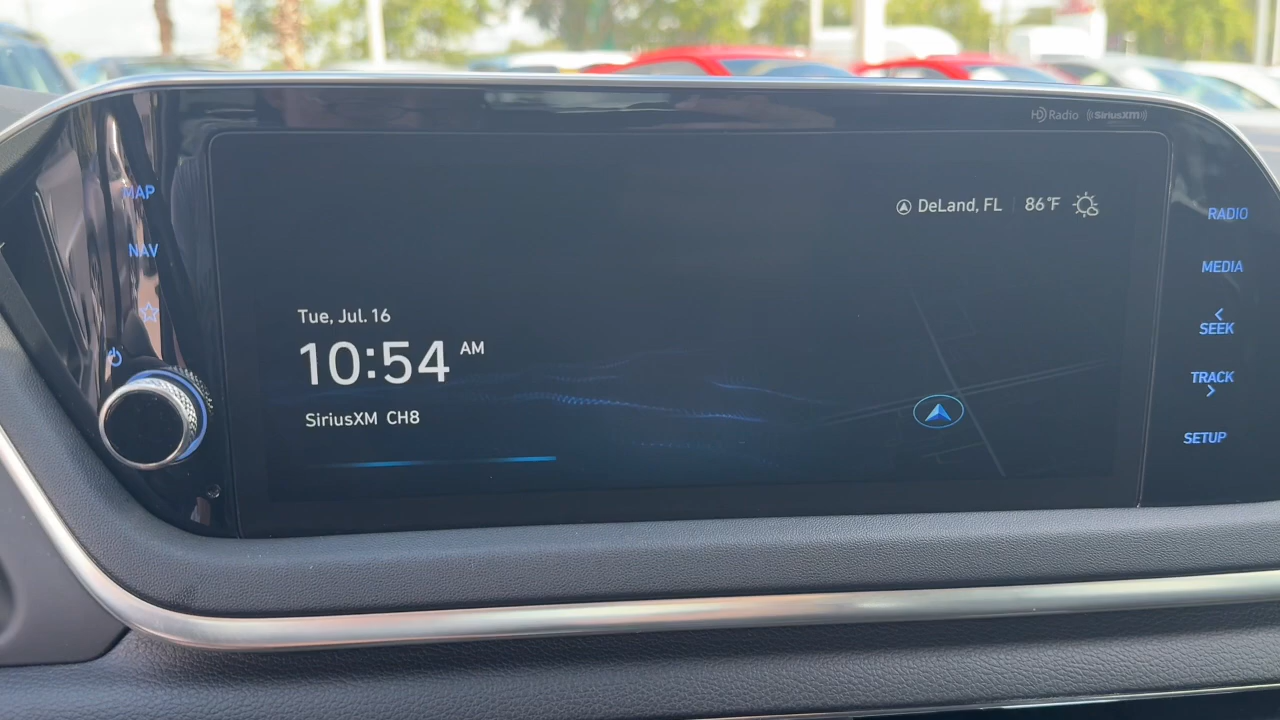 HD Radio SiriusXM
MAP
NAV
DeLand, FL 86°F
Tue, Jul. 16
10:54 AM
SiriusXM CH8
RADIO
MEDIA
< SEEK
TRACK >
SETUP